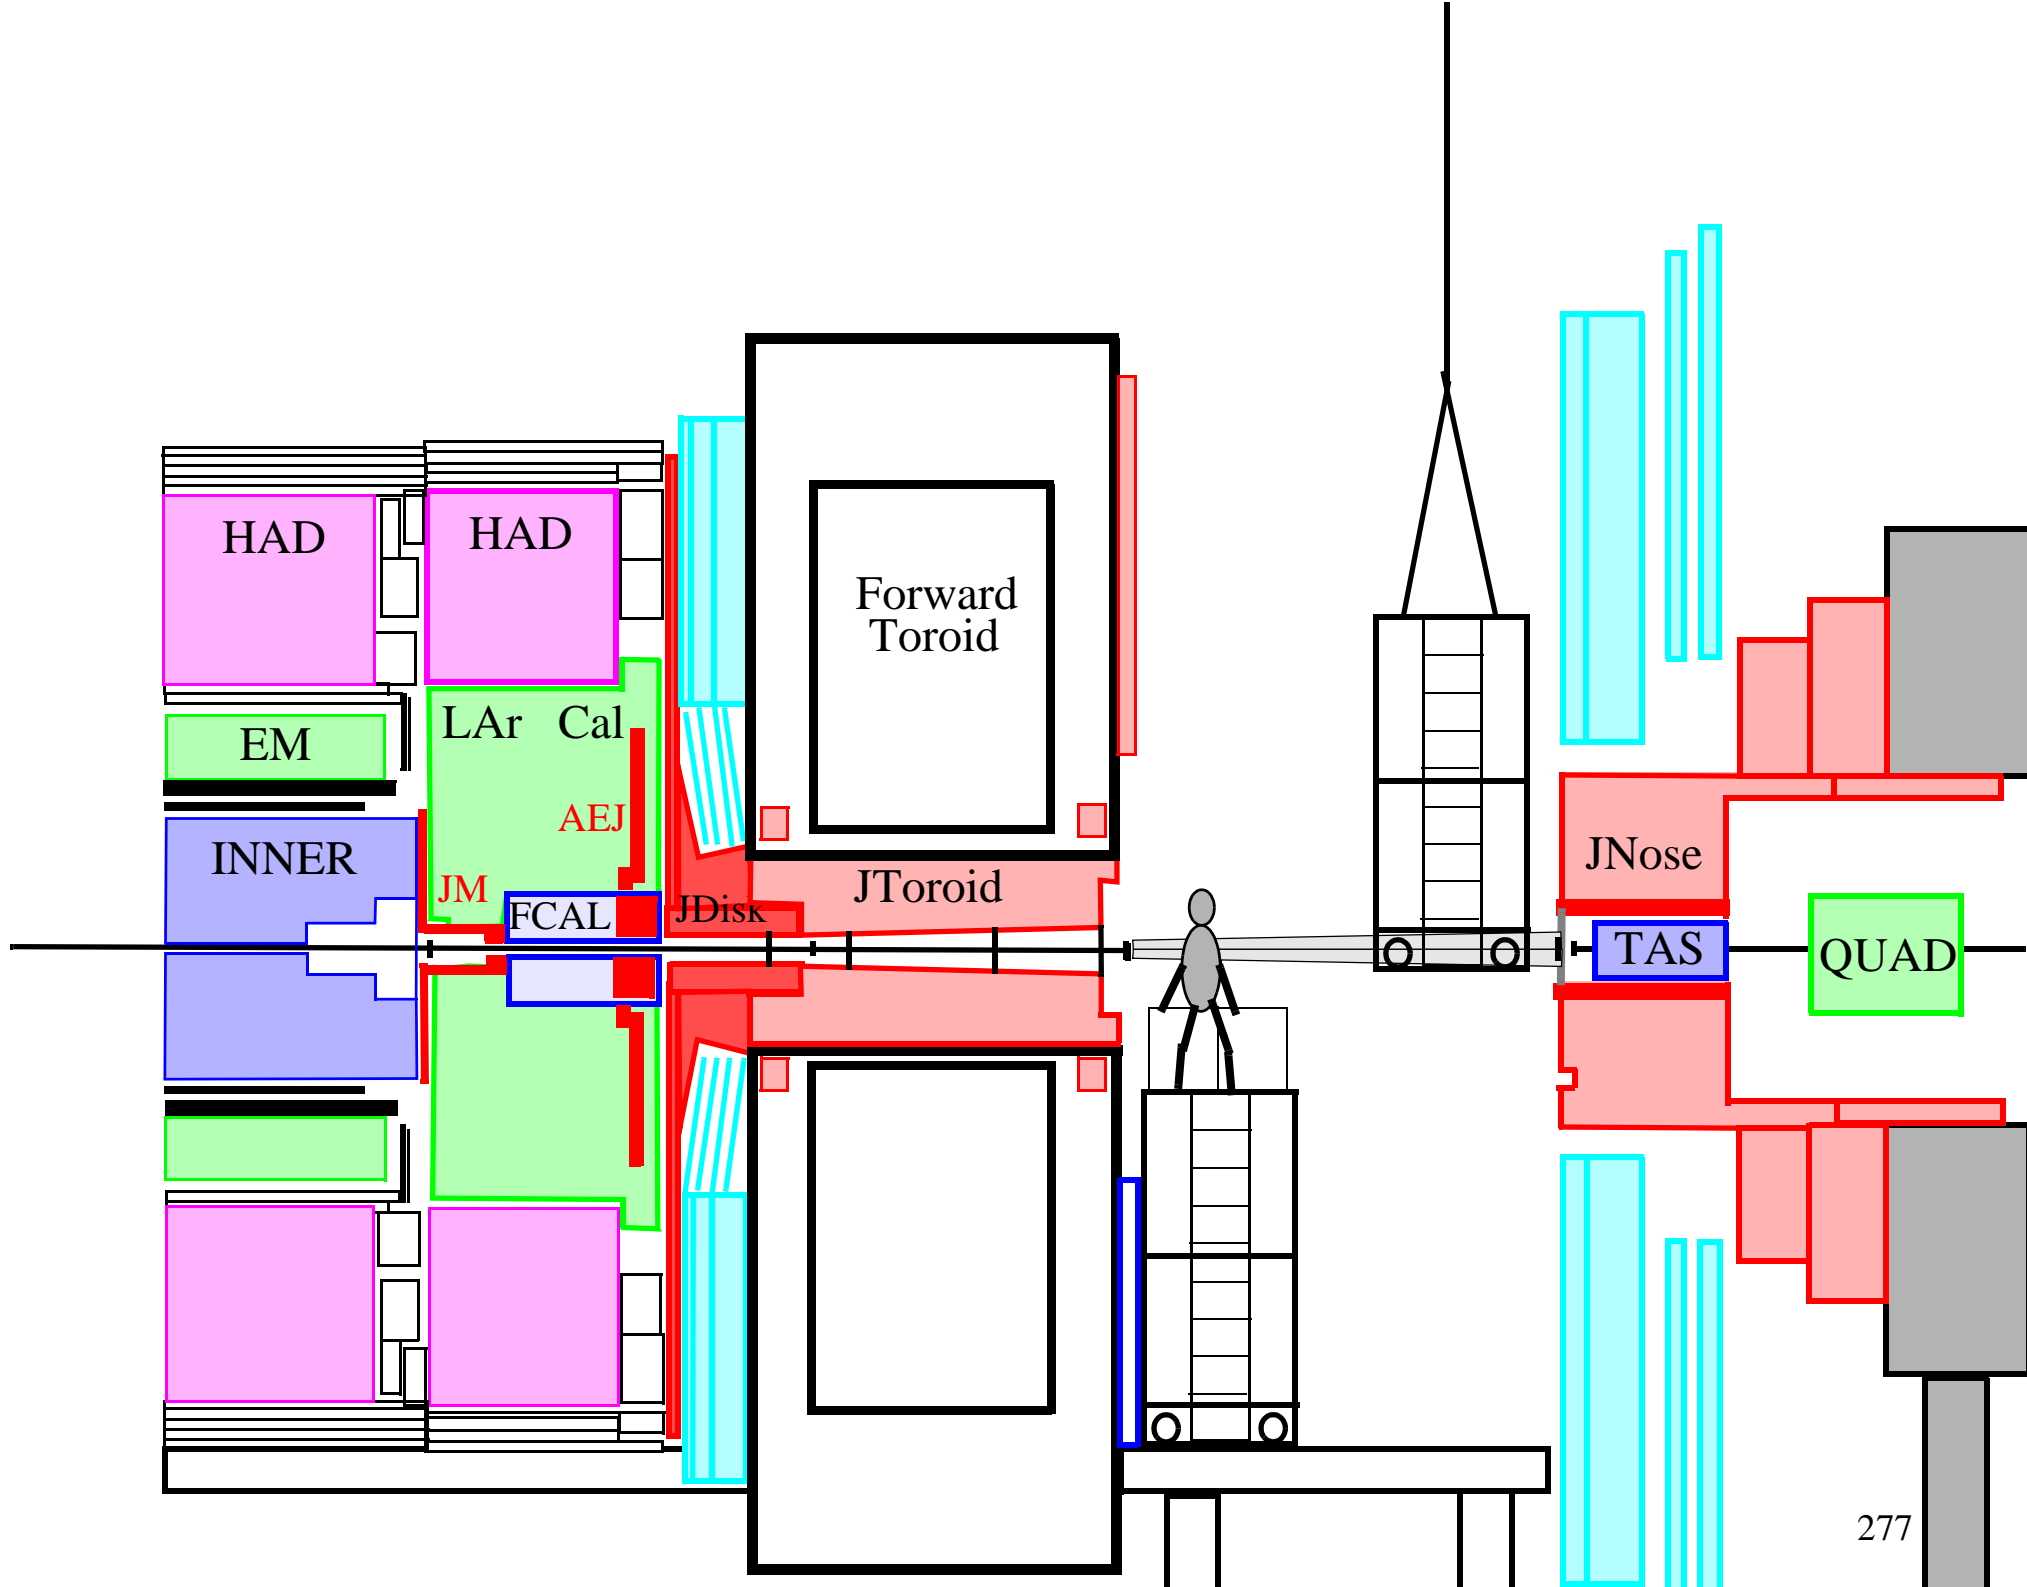 HAD
HAD
Forward
Toroid
LAr Cal
EM
AEJ
INNER
JM
FCAL
JDisk
JToroid
JNose
TAS
QUAD
277